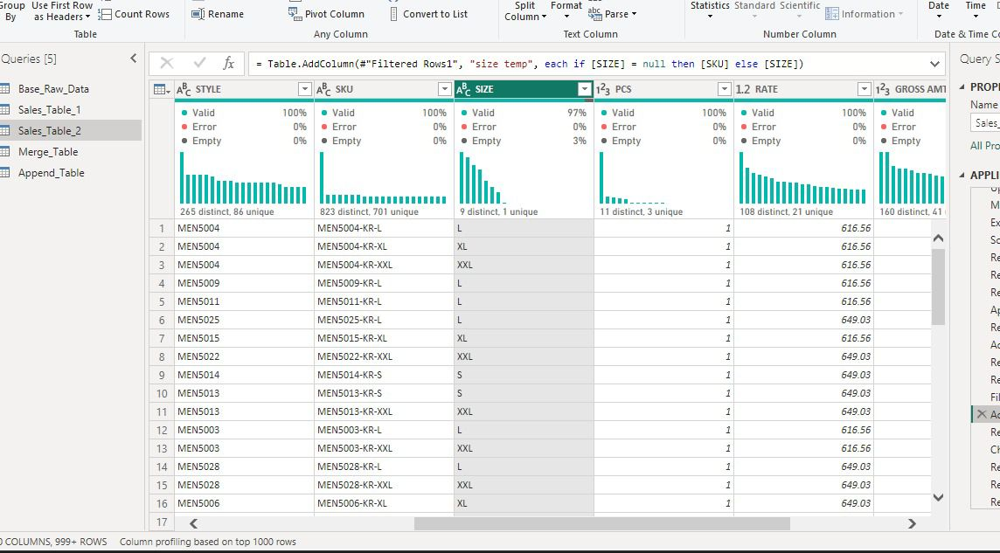 Group Use First Row
By as Headers Count Rows
Rename
Pivot Column
Convert to List
Split Format
Column
Parse
Statistics Standard Scientific
Information
Date Time
Table Any Column Text Column Number Column Date & Time
Queries [5]
= Table.AddColumn(#"Filtered Rows1", "size temp", each if [SIZE] = null then [SKU] else [SIZE])
Base_Raw_Data
Sales_Table_1
Sales_Table_2
Merge_Table
Append_Table
STYLE SKU SIZE 123 PCS 1.2 RATE 123 GROSS AMT
Valid 100% Valid 100% Valid 97% Valid 100% Valid 100% Valid
Error 0% Error 0% Error 0% Error 0% Error 0% Error
Empty 0% Empty 0% Empty 3% Empty 0% Empty 0% Empty
265 distinct, 86 unique 823 distinct, 701 unique 9 distinct, 1 unique 11 distinct, 3 unique 108 distinct, 21 unique 160 distinct, 41
1 MEN5004 MEN5004-KR-L L 1 616.56
2 MEN5004 MEN5004-KR-XL XL 1 616.56
3 MEN5004 MEN5004-KR-XXL XXL 1 616.56
4 MEN5009 MEN5009-KR-L L 1 616.56
5 MEN5011 MEN5011-KR-L L 1 616.56
6 MEN5025 MEN5025-KR-L L 1 649.03
7 MEN5015 MEN5015-KR-XL XL 1 616.56
8 MEN5022 MEN5022-KR-XXL XXL 1 649.03
9 MEN5014 MEN5014-KR-S S 1 649.03
10 MEN5013 MEN5013-KR-S S 1 649.03
11 MEN5013 MEN5013-KR-XXL XXL 1 649.03
12 MEN5003 MEN5003-KR-L L 1 616.56
13 MEN5003 MEN5003-KR-XXL XXL 1 616.56
14 MEN5028 MEN5028-KR-L L 1 649.03
15 MEN5028 MEN5028-KR-XXL XXL 1 649.03
16 MEN5006 MEN5006-KR-XL XL 1 649.03
17
Query
Name
Sales_
All
COLUMNS, 999+ ROWS Column profiling based on top 1000 rows